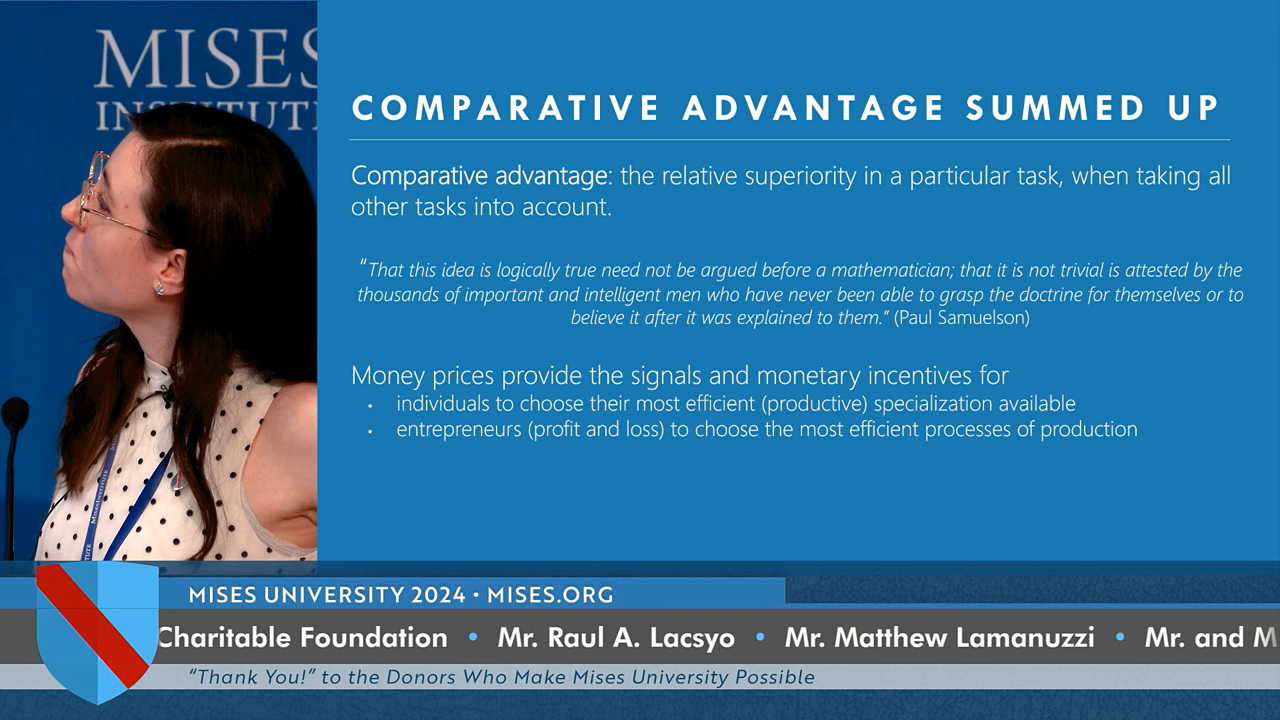 MISES
INSTITUTE
COMPARATIVE ADVANTAGE SUMMED UP
Comparative advantage: the relative superiority in a particular task, when taking all
other tasks into account.
“That this idea is logically true need not be argued before a mathematician; that it is not trivial is attested by the
thousands of important and intelligent men who have never been able to grasp the doctrine for themselves or to
believe it after it was explained to them.” (Paul Samuelson)
Money prices provide the signals and monetary incentives for
• individuals to choose their most efficient (productive) specialization available
• entrepreneurs (profit and loss) to choose the most efficient processes of production
MISES UNIVERSITY 2024 • MISES.ORG
Charitable Foundation • Mr. Raul A. Lacsyo • Mr. Matthew Lamanuzzi • Mr. and M
“Thank You!” to the Donors Who Make Mises University Possible